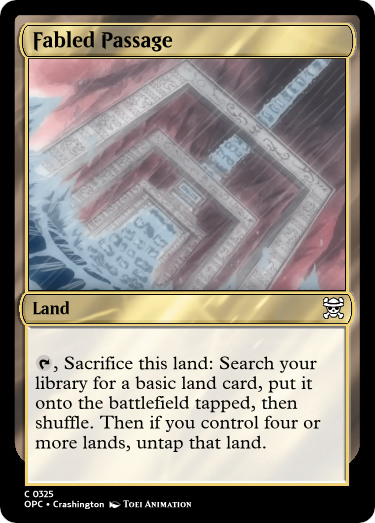 Fabled Passage
Land
, Sacrifice this land: Search your
library for a basic land card, put it
onto the battlefield tapped, then
shuffle. Then if you control four or
more lands, untap that land.
C 0325
OPC • Crashington Toei Animation